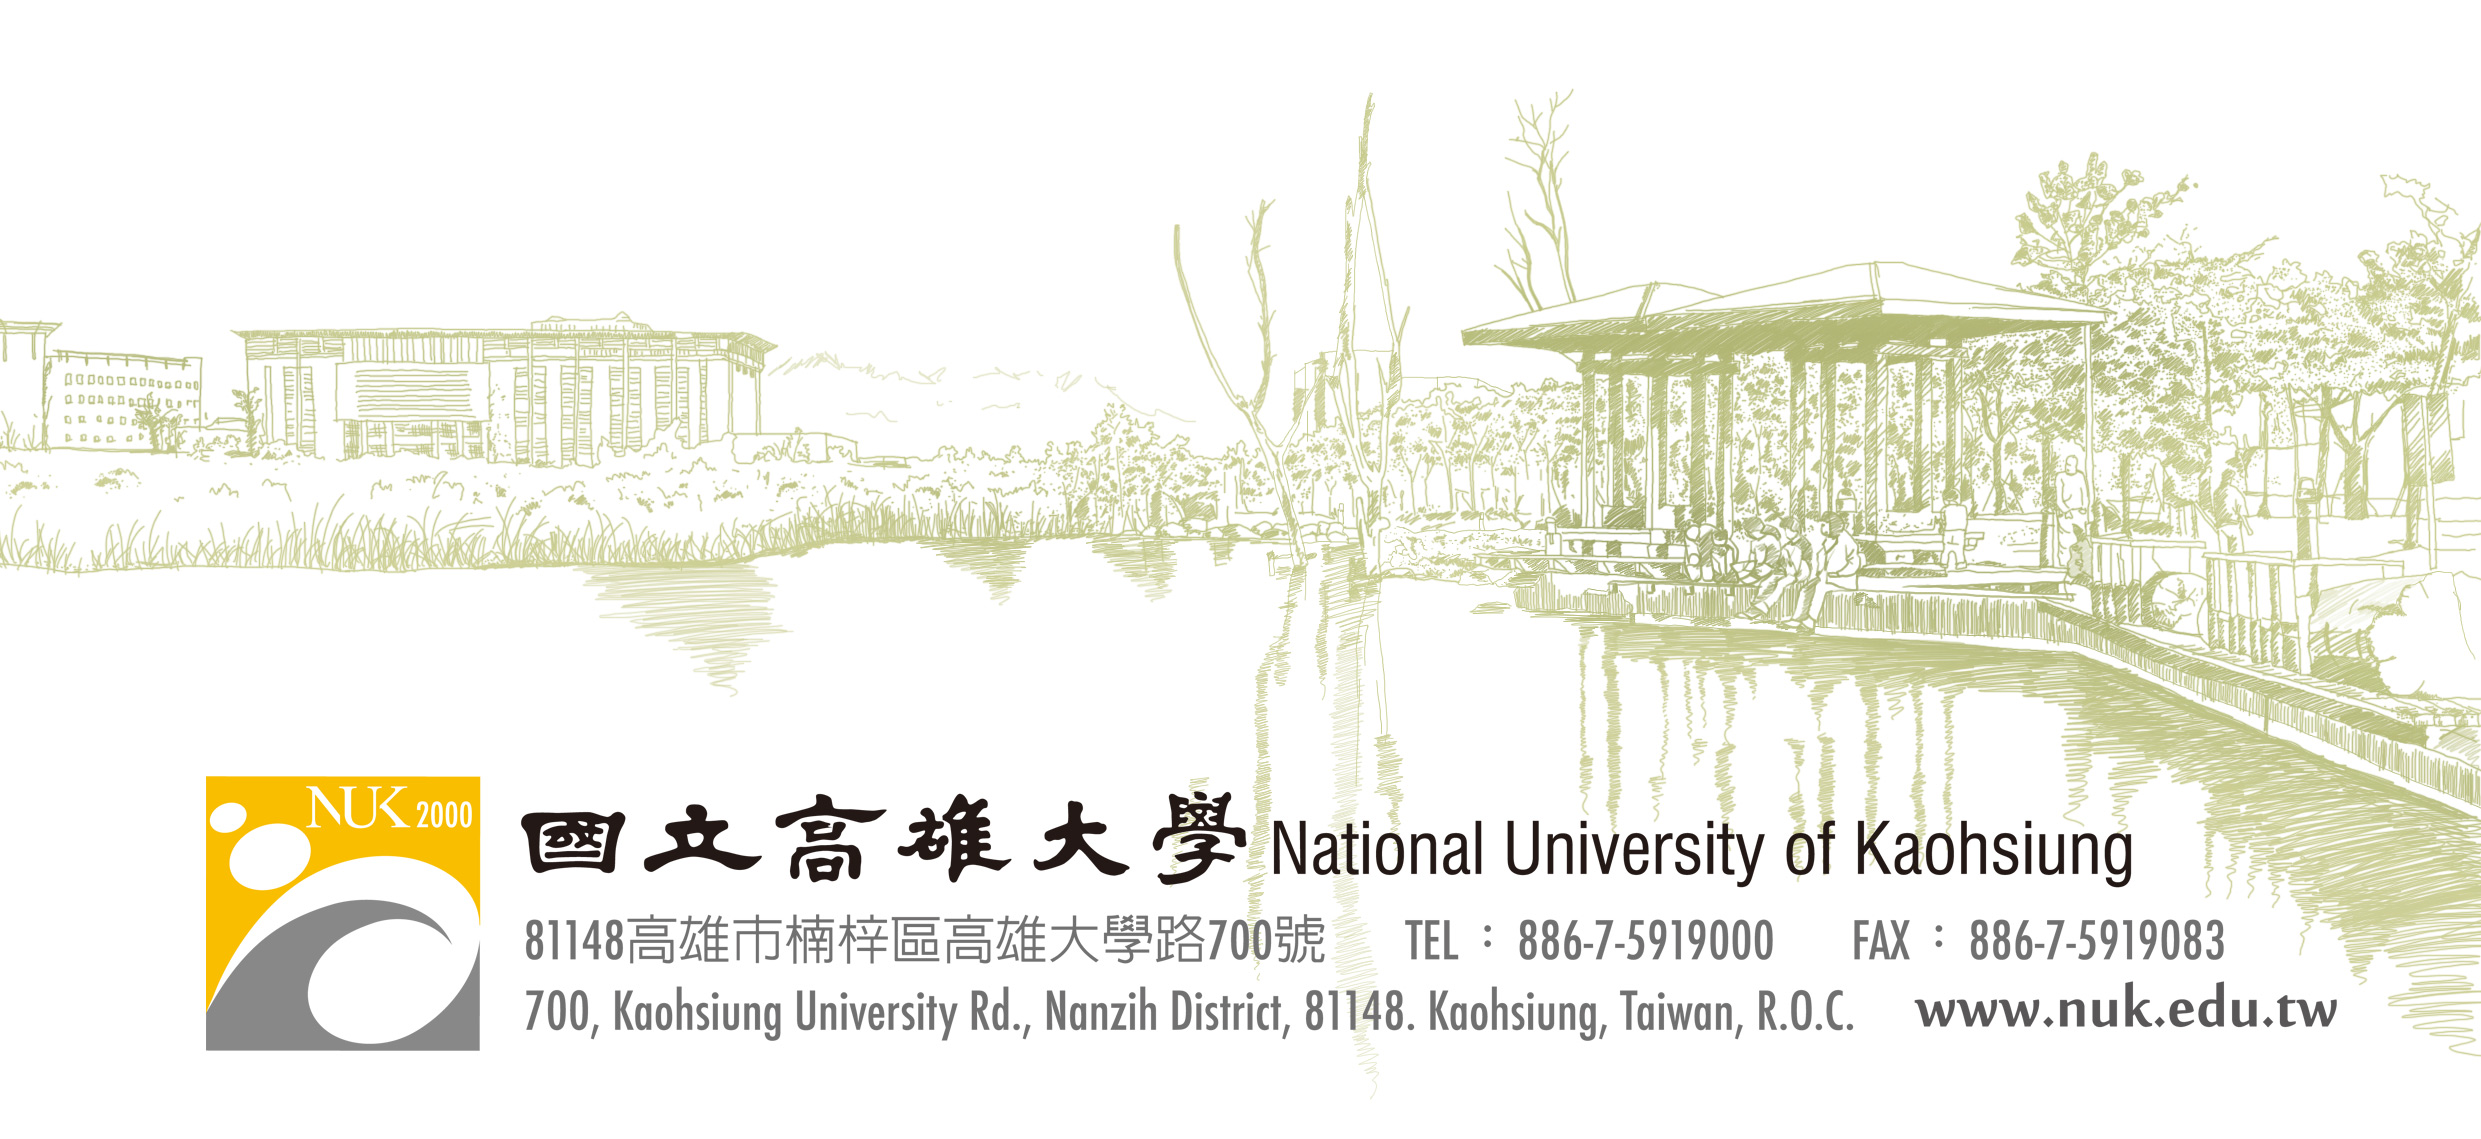 NUK 2000
國立高雄大學 National University of Kaohsiung
81148高雄市楠梓區高雄大學路700號 TEL：886-7-5919000 FAX：886-7-5919083
700, Kaohsiung University Rd., Nanzih District, 81148. Kaohsiung, Taiwan, R.O.C. www.nuk.edu.tw